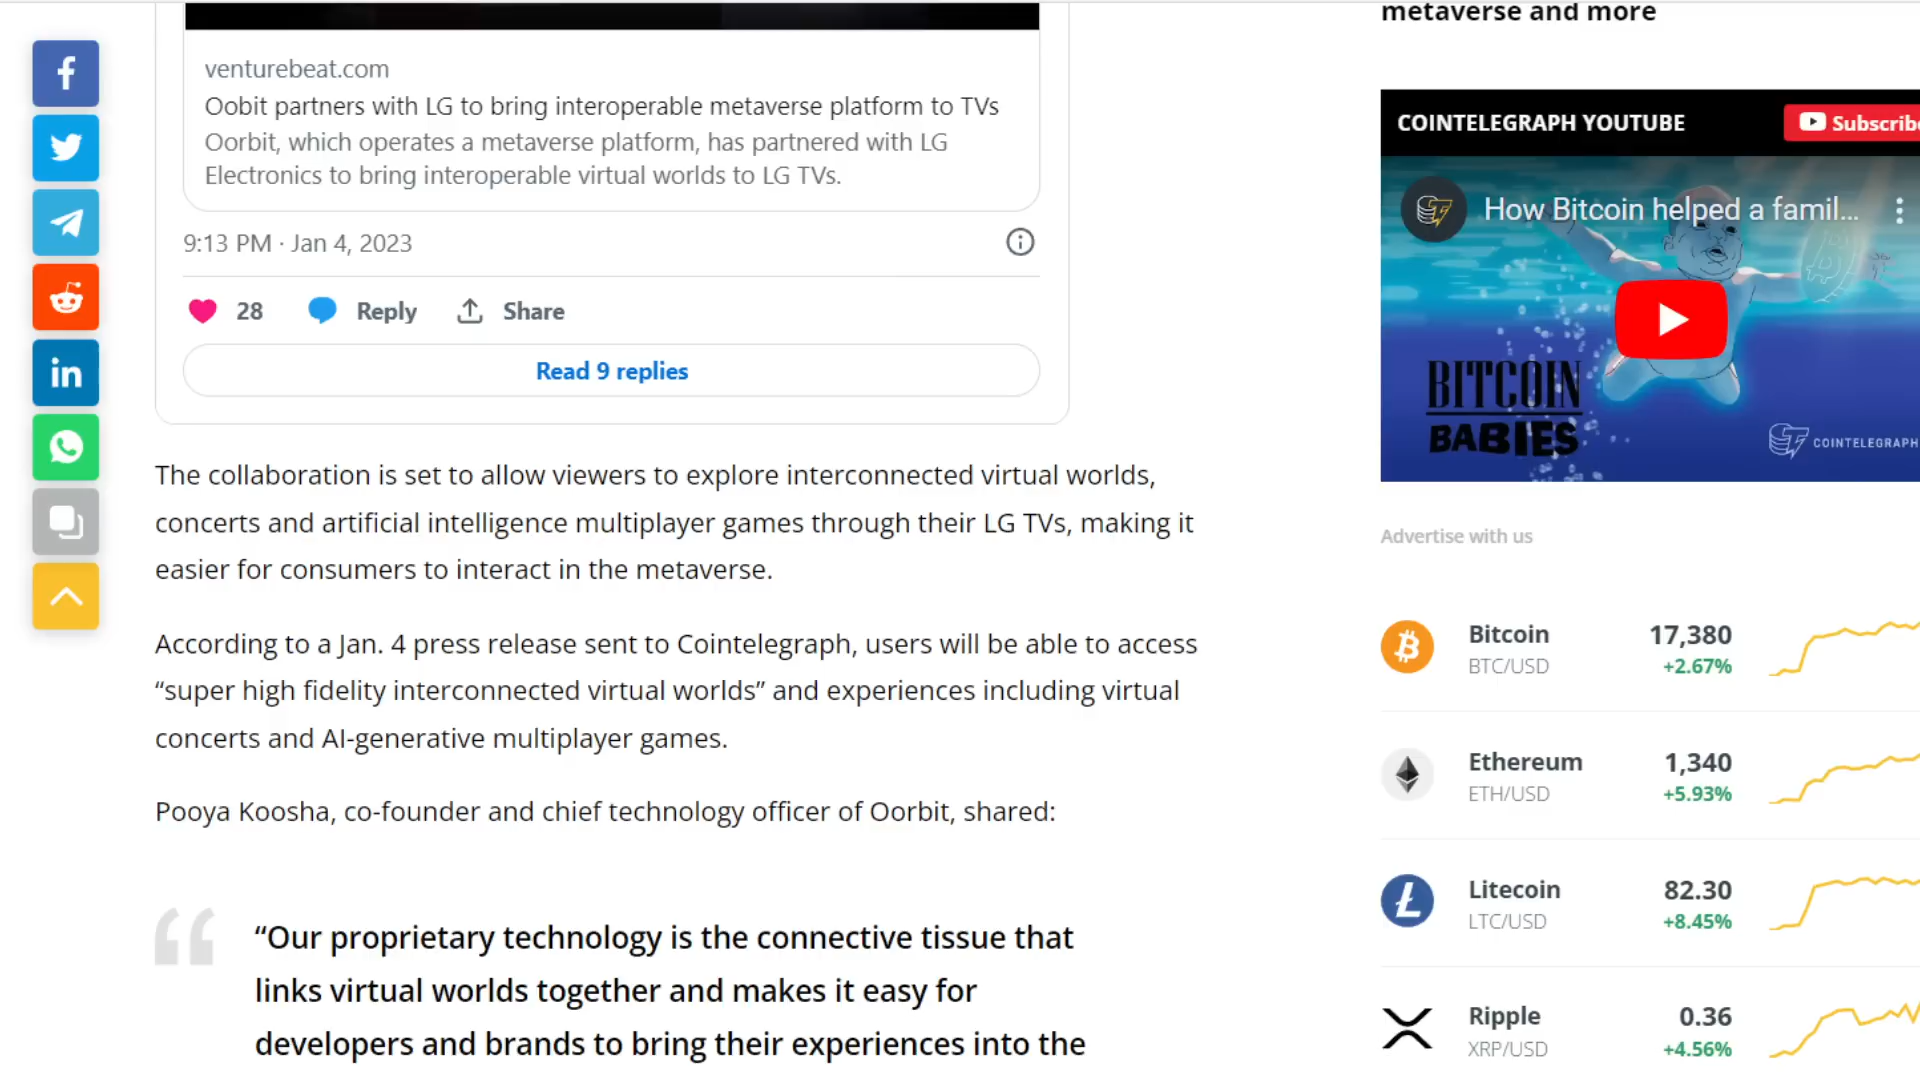 metaverse and more
venturebeat.com
Oobit partners with LG to bring interoperable metaverse platform to TVs
Oorbit, which operates a metaverse platform, has partnered with LG
Electronics to bring interoperable virtual worlds to LG TVs.
9:13 PM · Jan 4, 2023
28 Reply Share
Read 9 replies
The collaboration is set to allow viewers to explore interconnected virtual worlds,
concerts and artificial intelligence multiplayer games through their LG TVs, making it
easier for consumers to interact in the metaverse.
According to a Jan. 4 press release sent to Cointelegraph, users will be able to access
“super high fidelity interconnected virtual worlds” and experiences including virtual
concerts and AI-generative multiplayer games.
Pooya Koosha, co-founder and chief technology officer of Oorbit, shared:
“Our proprietary technology is the connective tissue that
links virtual worlds together and makes it easy for
developers and brands to bring their experiences into the
COINTELEGRAPH YOUTUBE
Subscribe
How Bitcoin helped a famil...
BITCOIN
BABIES
COINTELEGRAPH
Advertise with us
Bitcoin 17,380
BTC/USD +2.67%
Ethereum 1,340
ETH/USD +5.93%
Litecoin 82.30
LTC/USD +8.45%
Ripple 0.36
XRP/USD +4.56%